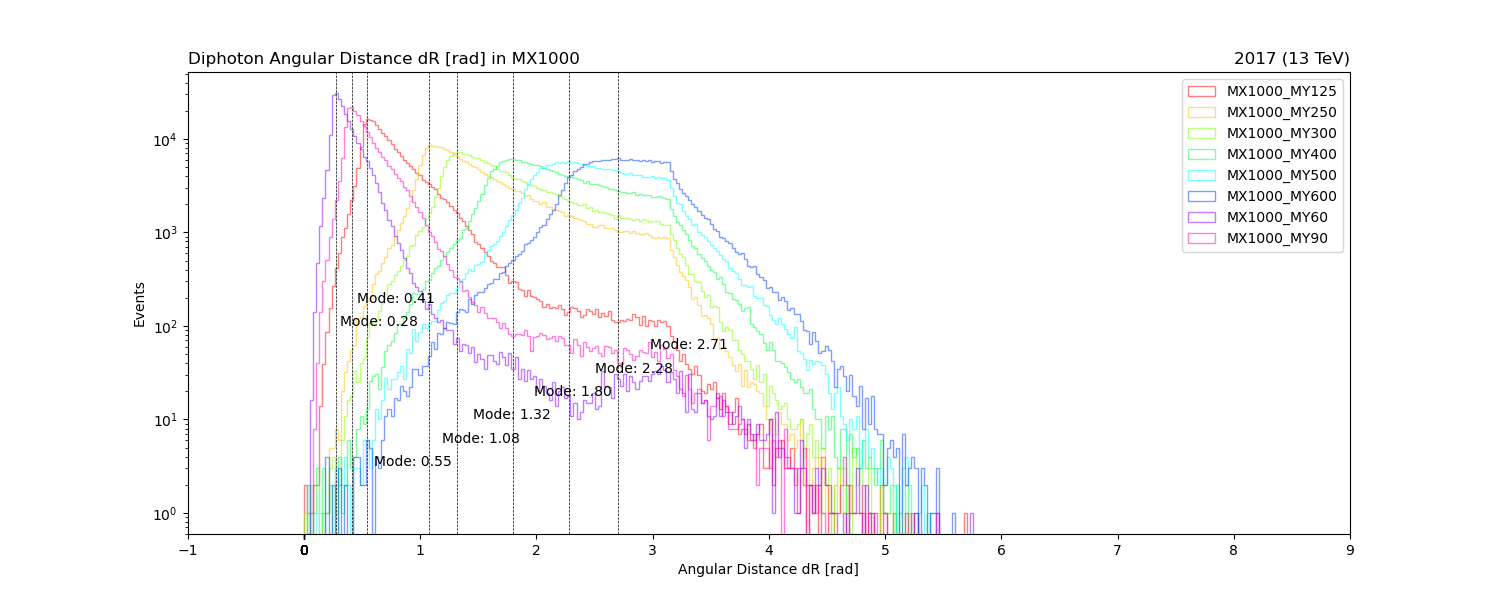 Diphoton Angular Distance dR [rad] in MX1000
2017 (13 TeV)
MX1000_MY125
MX1000_MY250
MX1000_MY300
MX1000_MY400
MX1000_MY500
MX1000_MY600
MX1000_MY60
MX1000_MY90
Events
10⁴
10³
10²
10¹
10⁰
Mode: 0.41
Mode: 0.28
Mode: 2.71
Mode: 2.28
Mode: 1.80
Mode: 1.32
Mode: 1.08
Mode: 0.55
−1 0 1 2 3 4 5 6 7 8 9
Angular Distance dR [rad]